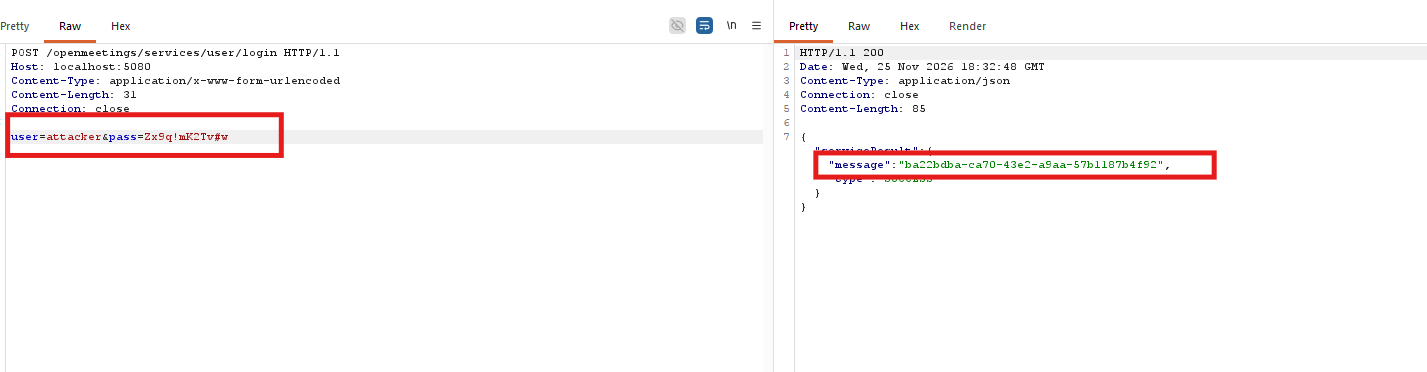 Pretty Raw Hex \n
POST /openmeetings/services/user/login HTTP/1.1
Host: localhost:5080
Content-Type: application/x-www-form-urlencoded
Content-Length: 31
Connection: close
user=attacker&pass=Zx9q!mK2Tv#w
Pretty Raw Hex Render
1 HTTP/1.1 200
2 Date: Wed, 25 Nov 2026 18:32:48 GMT
3 Content-Type: application/json
4 Connection: close
5 Content-Length: 85
6
7 {
"serviceResult":{
"message":"ba22bdba-ca70-43e2-a9aa-57b1187b4f92",
"type":"SUCCESS"
}
}